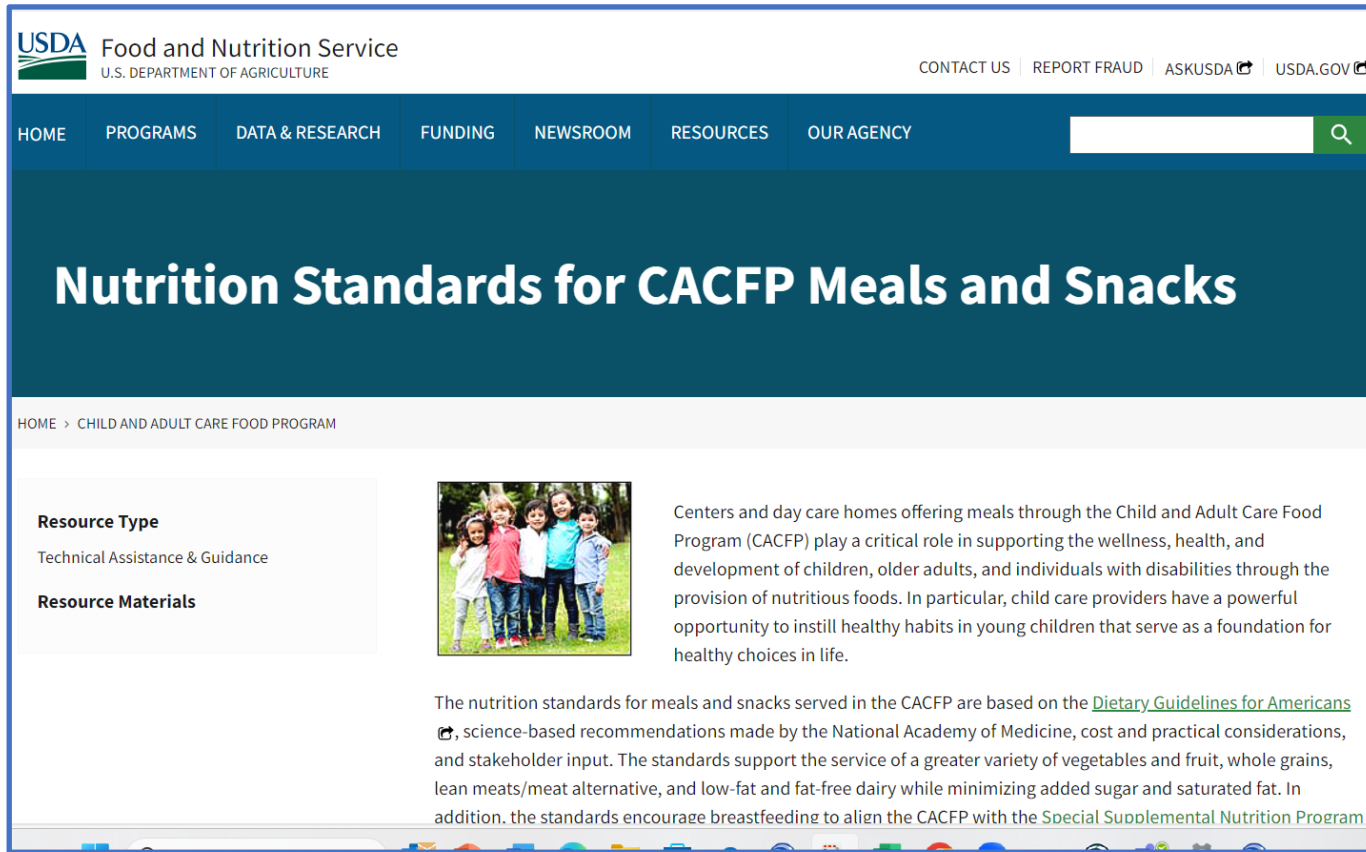 USDA Food and Nutrition Service
U.S. DEPARTMENT OF AGRICULTURE
CONTACT US REPORT FRAUD ASKUSDA USDA.GOV
HOME PROGRAMS DATA & RESEARCH FUNDING NEWSROOM RESOURCES OUR AGENCY
Nutrition Standards for CACFP Meals and Snacks
HOME > CHILD AND ADULT CARE FOOD PROGRAM
Resource Type
Technical Assistance & Guidance
Resource Materials
Centers and day care homes offering meals through the Child and Adult Care Food
Program (CACFP) play a critical role in supporting the wellness, health, and
development of children, older adults, and individuals with disabilities through the
provision of nutritious foods. In particular, child care providers have a powerful
opportunity to instill healthy habits in young children that serve as a foundation for
healthy choices in life.
The nutrition standards for meals and snacks served in the CACFP are based on the Dietary Guidelines for Americans
, science-based recommendations made by the National Academy of Medicine, cost and practical considerations,
and stakeholder input. The standards support the service of a greater variety of vegetables and fruit, whole grains,
lean meats/meat alternative, and low-fat and fat-free dairy while minimizing added sugar and saturated fat. In
addition, the standards encourage breastfeeding to align the CACFP with the Special Supplemental Nutrition Program